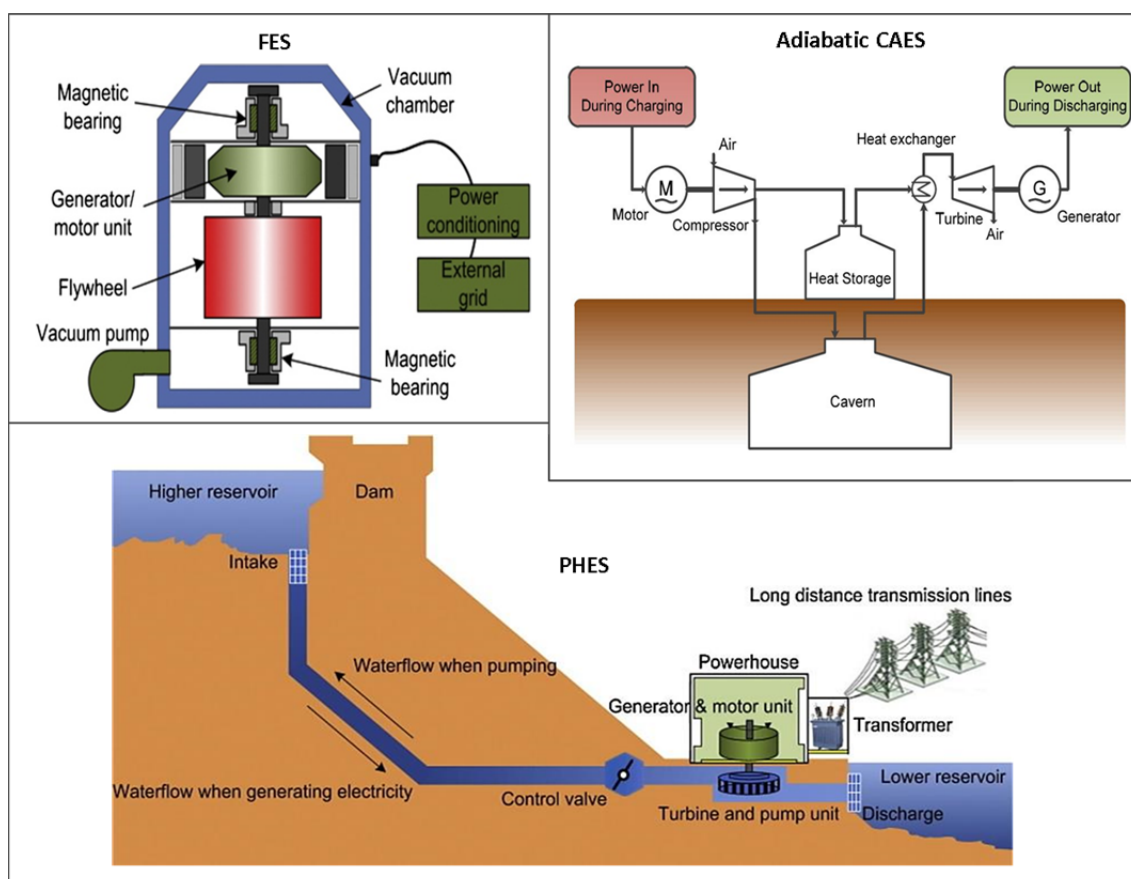 FES
Magnetic
bearing
Vacuum
chamber
Generator/
motor unit
Power
conditioning
Flywheel
External
grid
Vacuum pump
Magnetic
bearing
Adiabatic CAES
Power In
During Charging
Power Out
During Discharging
Air
Heat exchanger
M
G
Motor
Compressor
Turbine
Generator
Air
Heat Storage
Cavern
PHES
Higher reservoir
Dam
Intake
Long distance transmission lines
Waterflow when pumping
Powerhouse
Generator & motor unit
Transformer
Waterflow when generating electricity
Control valve
Turbine and pump unit
Lower reservoir
Discharge